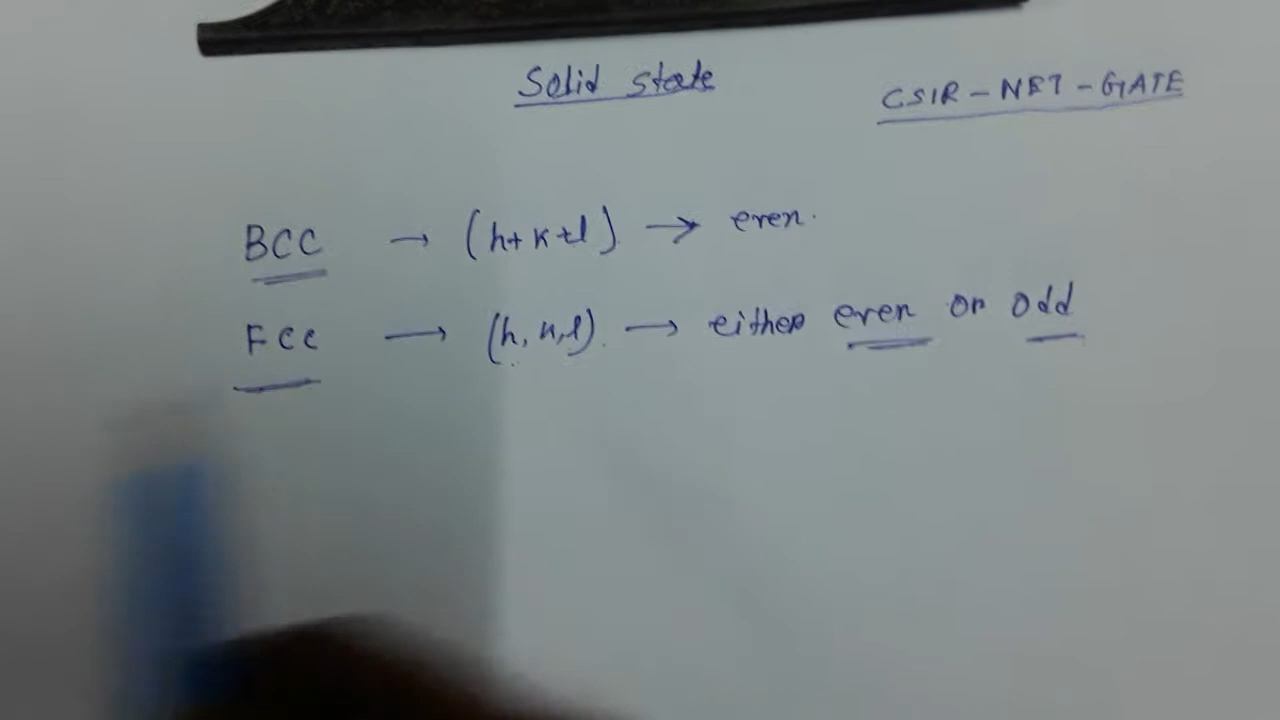 Solid state
CSIR-NET-GATE
BCC → (h+k+l) → even.
FCC → (h,k,l) → either even or odd